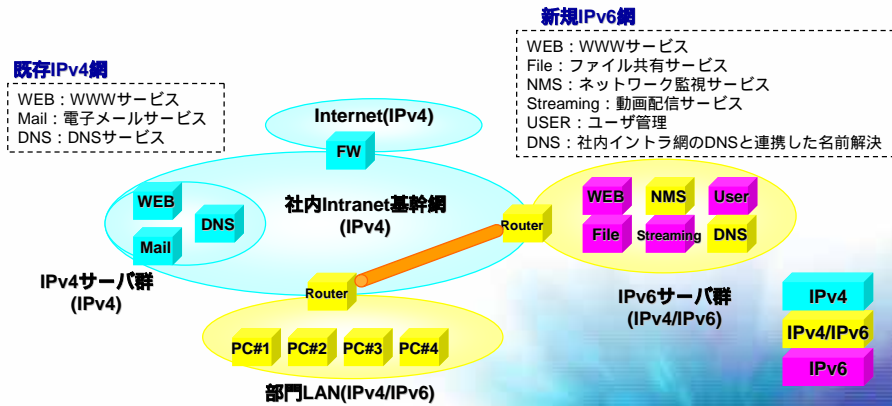 新規IPv6網
WEB：WWWサービス
File：ファイル共有サービス
NMS：ネットワーク監視サービス
Streaming：動画配信サービス
USER：ユーザ管理
DNS：社内イントラ網のDNSと連携した名前解決
既存IPv4網
WEB：WWWサービス
Mail：電子メールサービス
DNS：DNSサービス
Internet(IPv4)
FW
社内Intranet基幹網
(IPv4)
WEB
DNS
Mail
IPv4サーバ群
(IPv4)
Router
Router
WEB
NMS
User
File
Streaming
DNS
IPv6サーバ群
(IPv4/IPv6)
PC#1
PC#2
PC#3
PC#4
部門LAN(IPv4/IPv6)
IPv4
IPv4/IPv6
IPv6